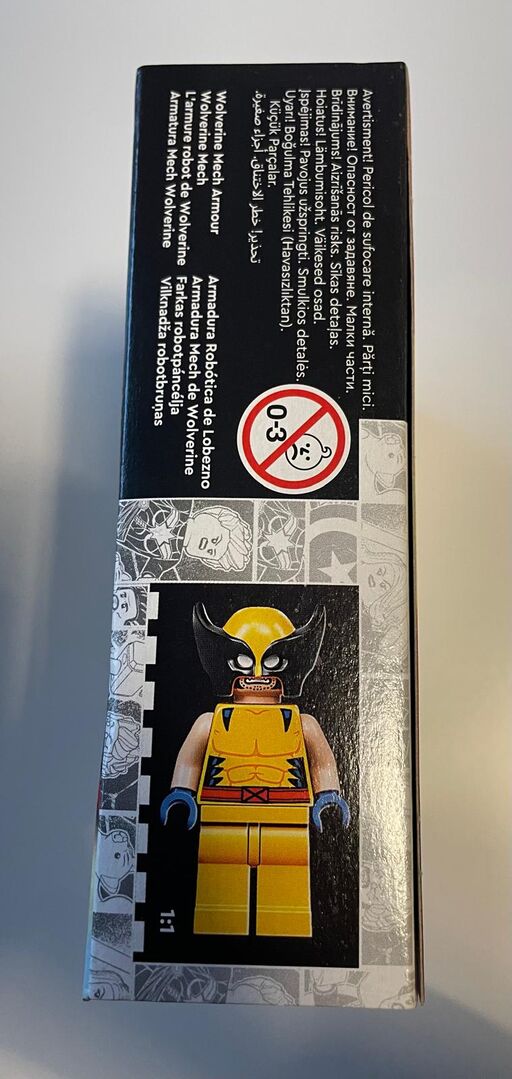 Avertisment! Pericol de sufocare internă. Părți mici.
Внимание! Опасност от задавяне. Малки части.
Brīdinājums! Aizrīšanās risks. Sīkas detaļas.
Hoiatus! Lämbumisoht. Väikesed osad.
Įspėjimas! Pavojus užspringti. Smulkios detalės.
Uyarı! Boğulma Tehlikesi (Havasızlıktan).
Küçük Parçalar.
تحذير! خطر الاختناق. أجزاء صغيرة.
Wolverine Mech Armour
Wolverine Mech
L'armure robot de Wolverine
Armatura Mech Wolverine
Armadura Robótica de Lobezno
Armadura Mech de Wolverine
Farkas robotpáncélja
Vilknadža robotbruņas
0-3
1:1